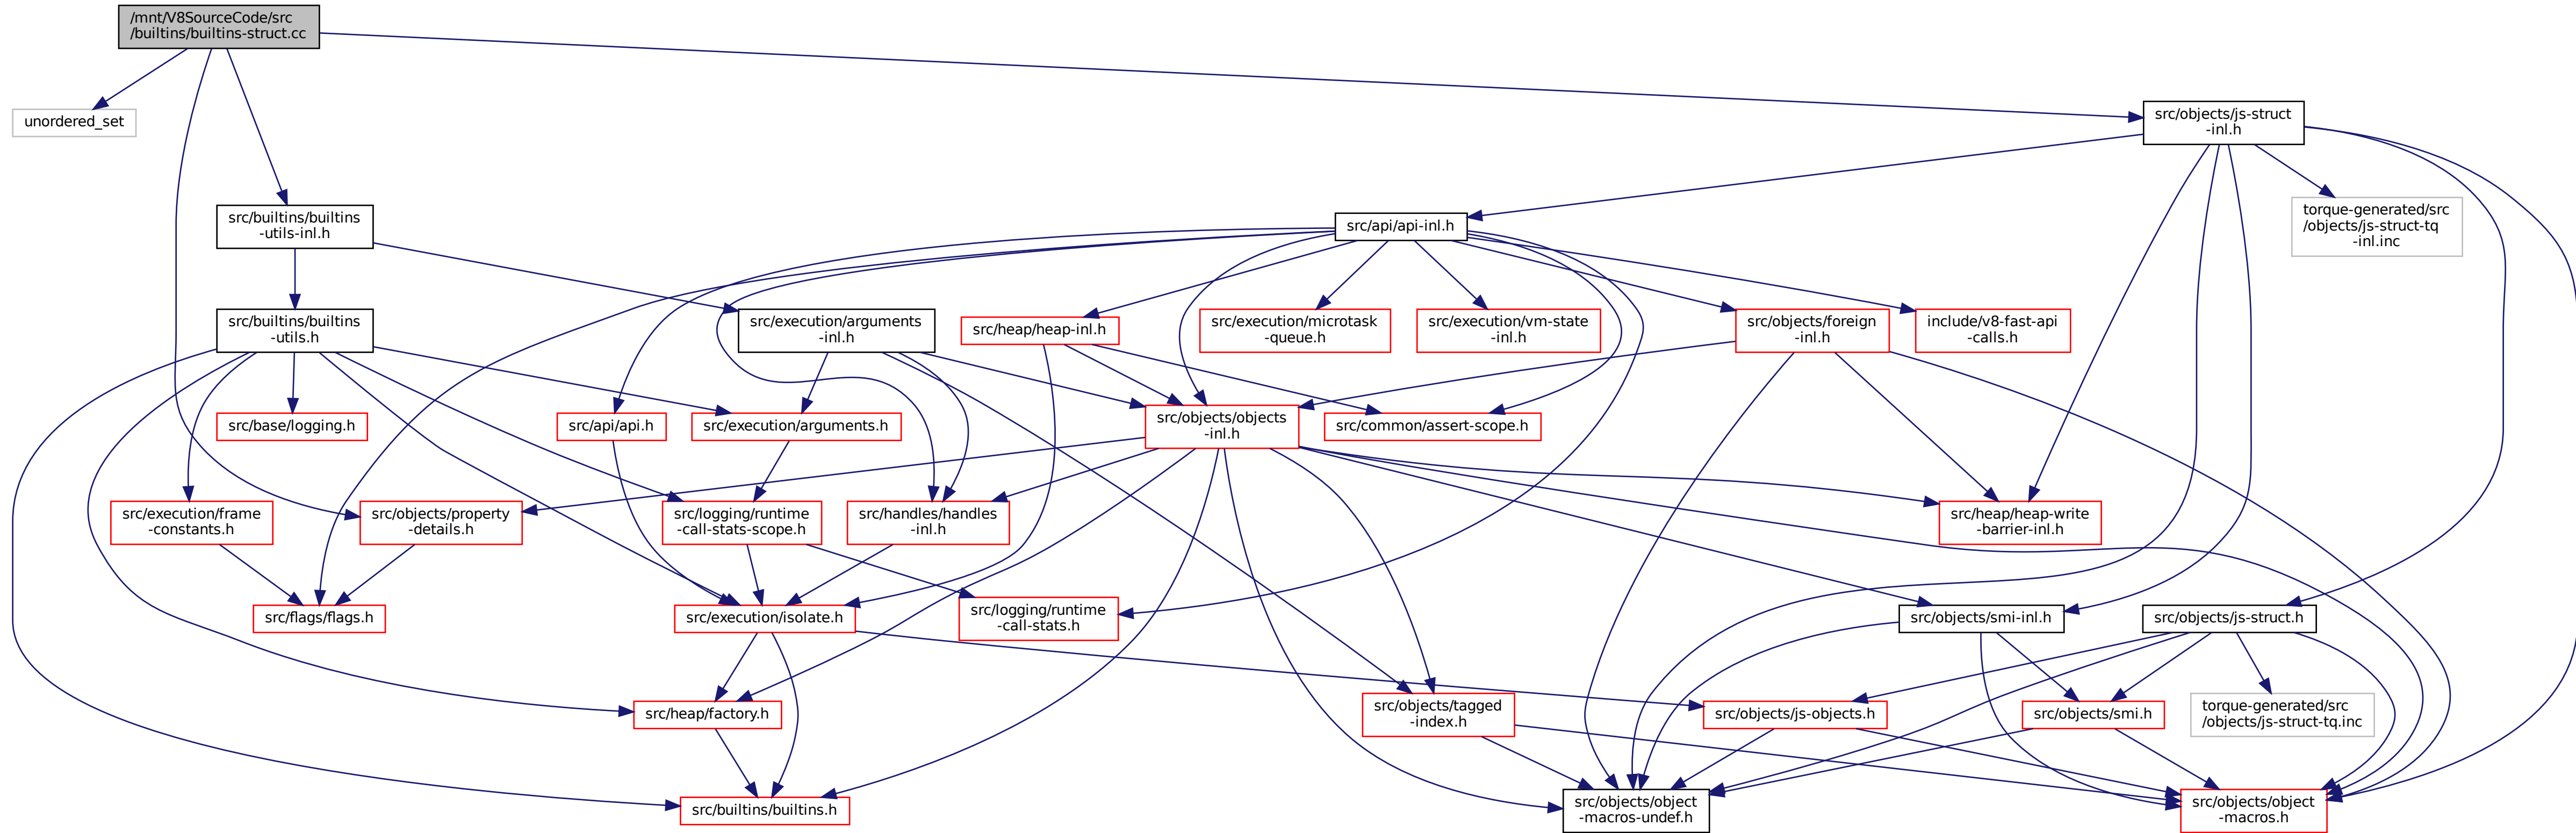 /mnt/V8SourceCode/src
/builtins/builtins-struct.cc
unordered_set
src/objects/js-struct
-inl.h
src/builtins/builtins
-utils-inl.h
src/api/api-inl.h
torque-generated/src
/objects/js-struct-tq
-inl.inc
src/builtins/builtins
-utils.h
src/execution/arguments
-inl.h
src/heap/heap-inl.h
src/execution/microtask
-queue.h
src/execution/vm-state
-inl.h
src/objects/foreign
-inl.h
include/v8-fast-api
-calls.h
src/base/logging.h
src/api/api.h
src/execution/arguments.h
src/objects/objects
-inl.h
src/common/assert-scope.h
src/execution/frame
-constants.h
src/objects/property
-details.h
src/logging/runtime
-call-stats-scope.h
src/handles/handles
-inl.h
src/heap/heap-write
-barrier-inl.h
src/flags/flags.h
src/execution/isolate.h
src/logging/runtime
-call-stats.h
src/objects/smi-inl.h
src/objects/js-struct.h
src/heap/factory.h
src/objects/tagged
-index.h
src/objects/js-objects.h
src/objects/smi.h
torque-generated/src
/objects/js-struct-tq.inc
src/builtins/builtins.h
src/objects/object
-macros-undef.h
src/objects/object
-macros.h